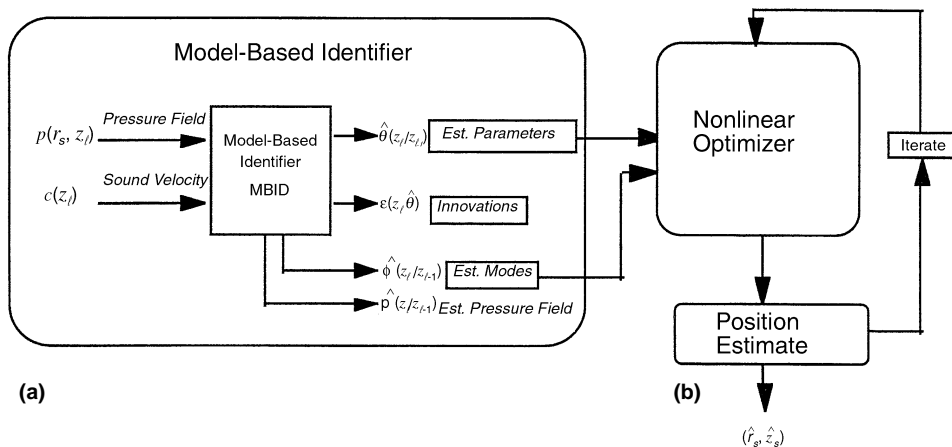 Model-Based Identifier
Pressure Field
p(r_s, z_ℓ)
Sound Velocity
c(z_ℓ)
Model-Based
Identifier
MBID
θ̂(z_ℓ/z_ℓ,)
Est. Parameters
ε(z_ℓ θ̂)
Innovations
ϕ̂(z_ℓ/z_ℓ-1)
Est. Modes
p̂(z/z_ℓ-1) Est. Pressure Field
(a)
Nonlinear
Optimizer
Iterate
Position
Estimate
(b)
(r̂_s, ẑ_s)